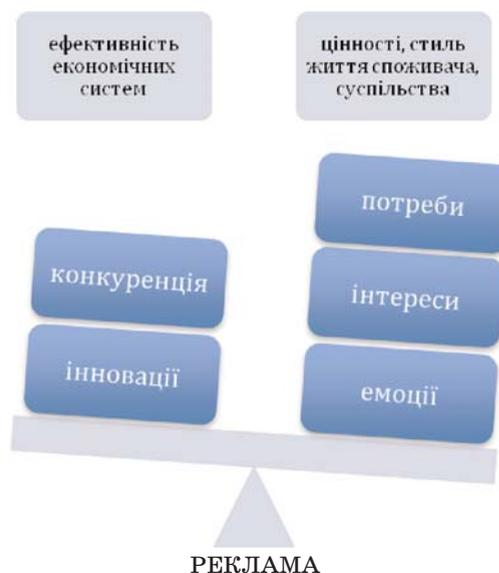 ефективність
економічних
систем
цінності, стиль
життя споживача,
суспільства
потреби
конкуренція
інтереси
інновації
емоції
РЕКЛАМА